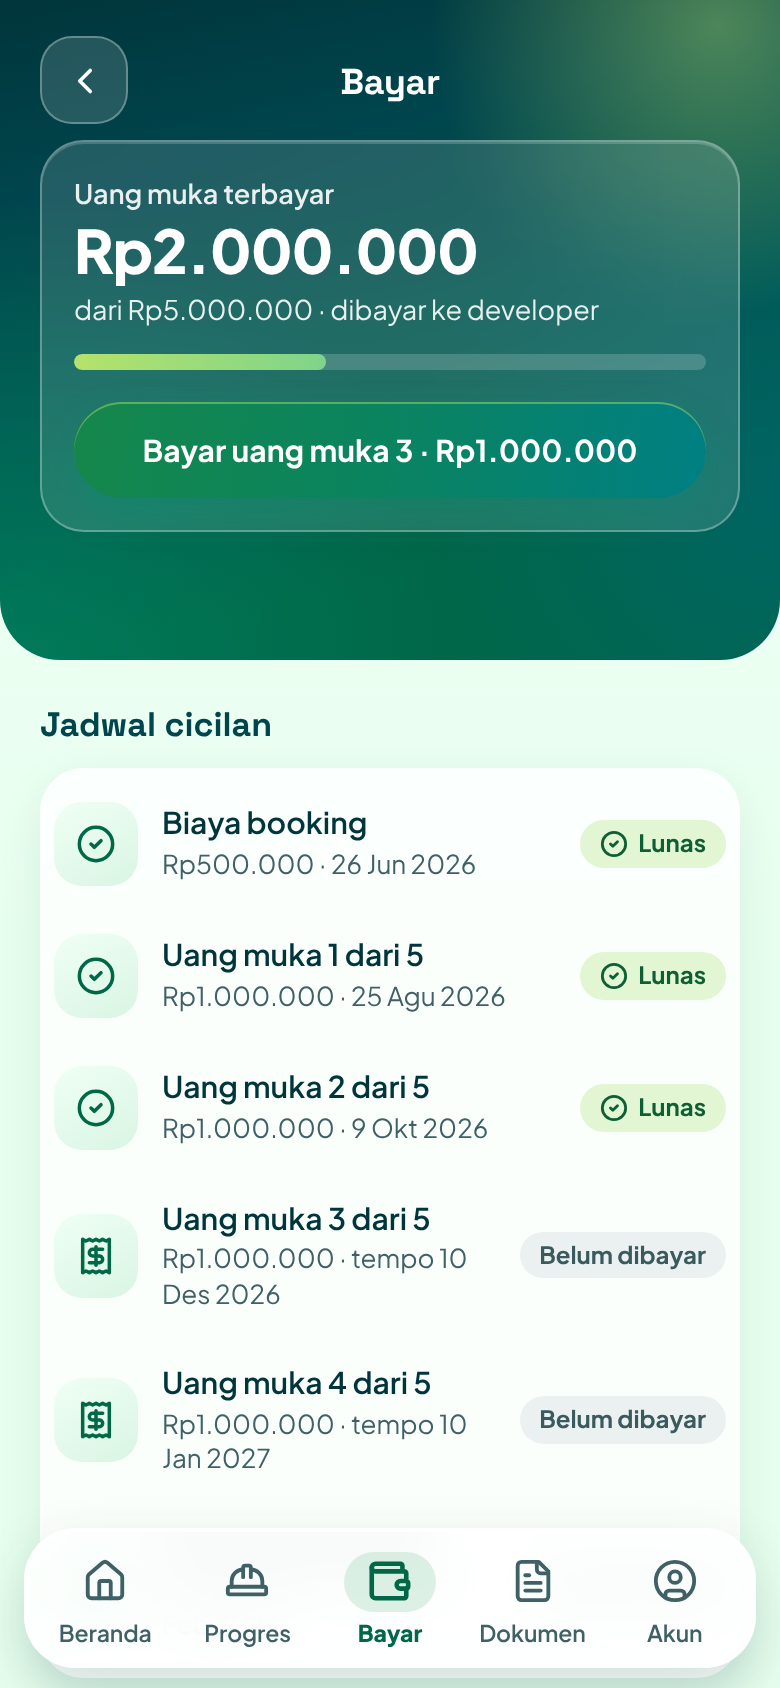 Bayar
Uang muka terbayar
Rp2.000.000
dari Rp5.000.000 · dibayar ke developer
Bayar uang muka 3 · Rp1.000.000
Jadwal cicilan
Biaya booking
Rp500.000 · 26 Jun 2026
Lunas
Uang muka 1 dari 5
Rp1.000.000 · 25 Agu 2026
Lunas
Uang muka 2 dari 5
Rp1.000.000 · 9 Okt 2026
Lunas
Uang muka 3 dari 5
Rp1.000.000 · tempo 10
Des 2026
Belum dibayar
Uang muka 4 dari 5
Rp1.000.000 · tempo 10
Jan 2027
Belum dibayar
Beranda
Progres
Bayar
Dokumen
Akun